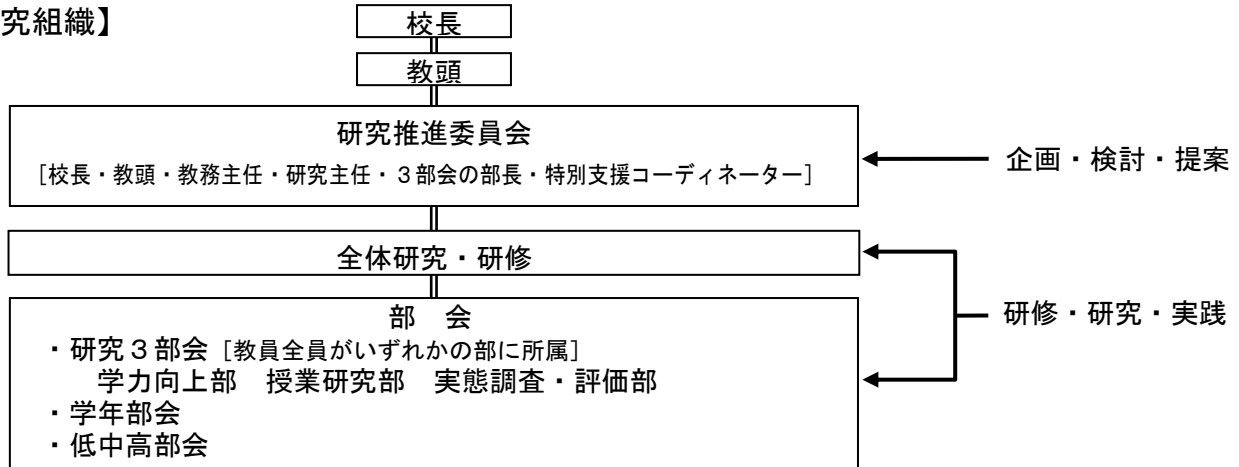 究組織】
校長
教頭
研究推進委員会
[校長・教頭・教務主任・研究主任・３部会の部長・特別支援コーディネーター]
企画・検討・提案
全体研究・研修
研修・研究・実践
部　会
・研究３部会［教員全員がいずれかの部に所属］
学力向上部　授業研究部　実態調査・評価部
・学年部会
・低中高部会